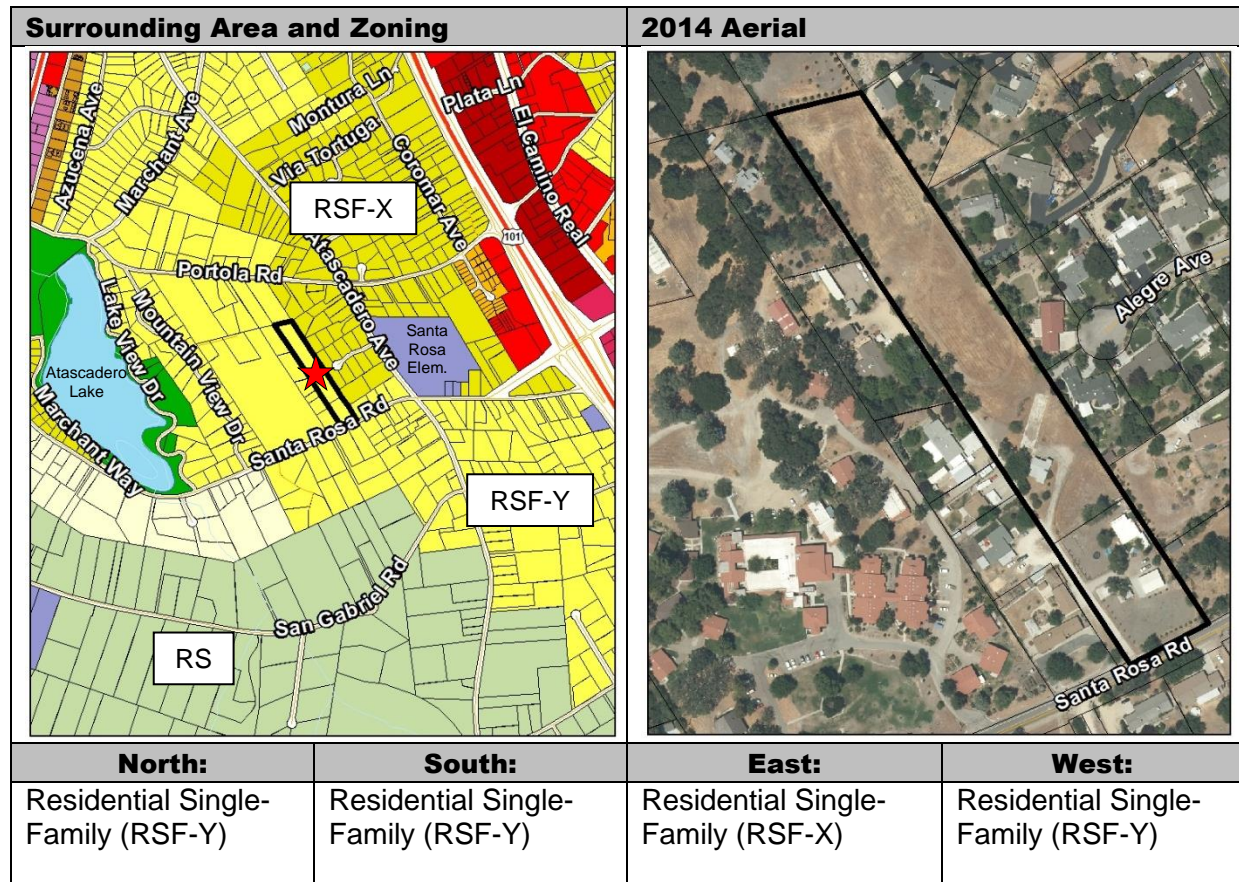 Surrounding Area and Zoning
2014 Aerial
Azucena Ave
Marchant Ave
Montura Ln
Via Tortuga
Coromar Ave
Plata Ln
El Camino Real
RSF-X
101
Atascadero Ave
Portola Rd
Santa
Rosa
Elem.
Atascadero
Lake
Lake View Dr
Mountain View Dr
Marchant Way
Santa Rosa Rd
RSF-Y
San Gabriel Rd
RS
Alegre Ave
Santa Rosa Rd
North:
South:
East:
West:
Residential Single-
Family (RSF-Y)
Residential Single-
Family (RSF-Y)
Residential Single-
Family (RSF-X)
Residential Single-
Family (RSF-Y)